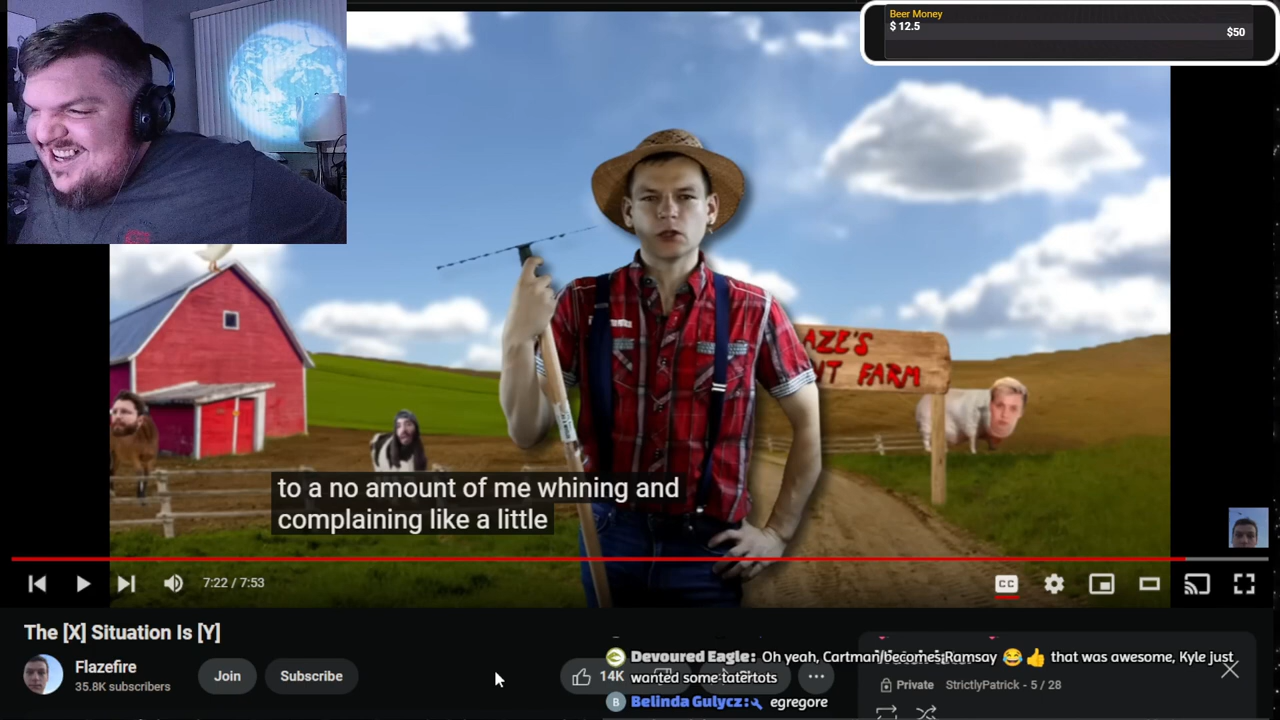 Beer Money
$ 12.5
$50
AZE'S
NT FARM
to a no amount of me whining and
complaining like a little
7:22 / 7:53
CC
The [X] Situation Is [Y]
Flazefire
35.8K subscribers
Join
Subscribe
14K
Devoured Eagle: Oh yeah, Cartman becomes Ramsay 😂👍 that was awesome, Kyle just
wanted some tatertots
Private StrictlyPatrick - 5 / 28
B Belinda Gulycz: egregore